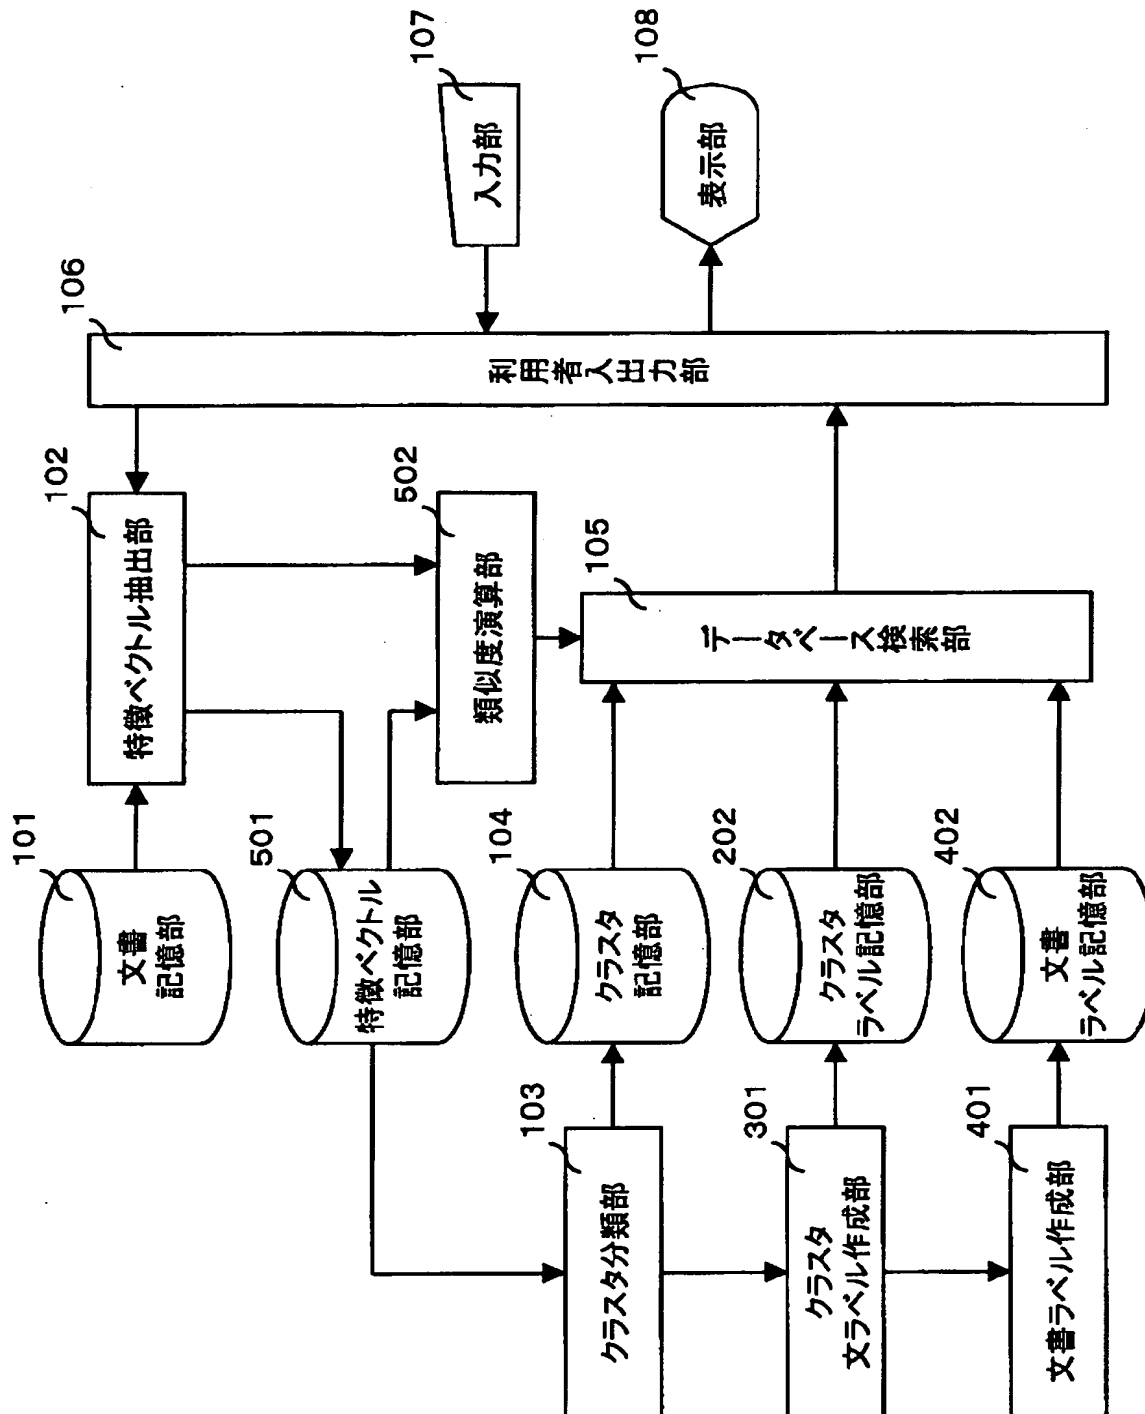 101
文書
記憶部
102
特徴ベクトル抽出部
106
利用者入出力部
107
入力部
501
特徴ベクトル
記憶部
502
類似度演算部
108
表示部
103
クラスタ分類部
104
クラスタ
記憶部
105
データベース検索部
301
クラスタ
文ラベル作成部
202
クラスタ
ラベル記憶部
401
文書ラベル作成部
402
文書
ラベル記憶部